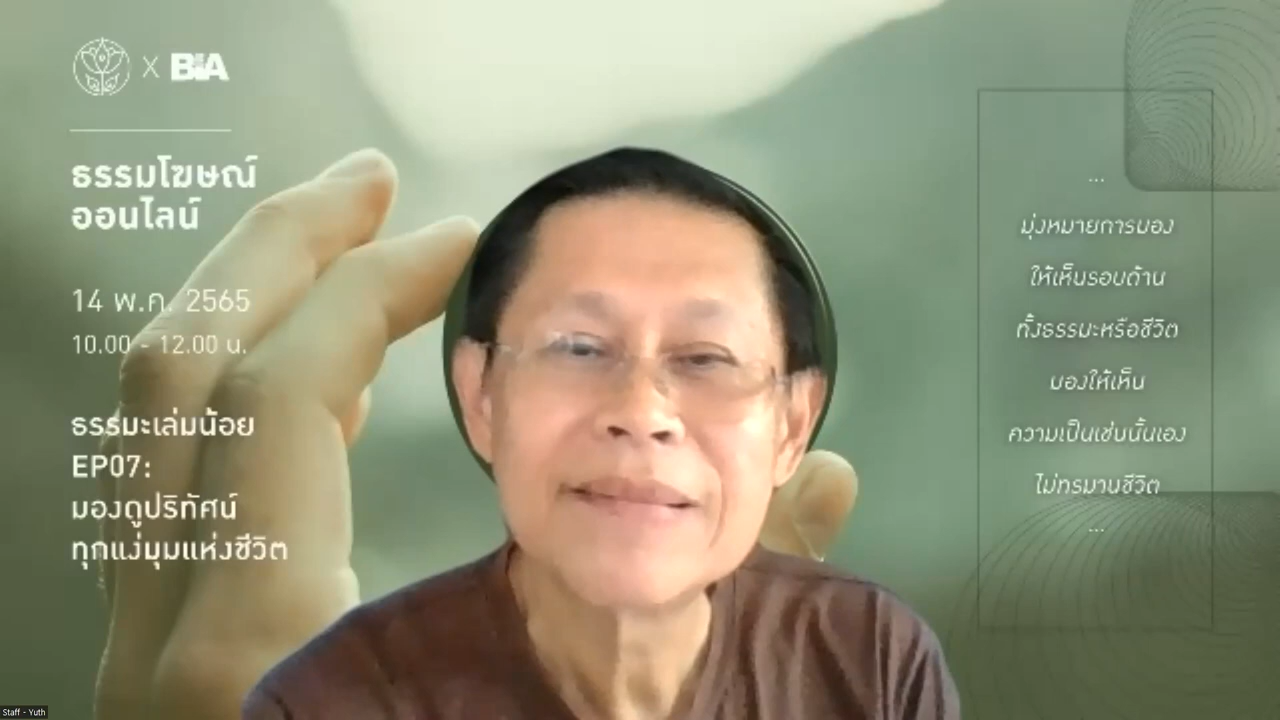 X BIA
ธรรมโฆษณ์
ออนไลน์
14 พ.ค. 2565
10.00 - 12.00 น.
ธรรมะเล่มน้อย
EP07:
มองดูปริทัศน์
ทุกแง่มุมแห่งชีวิต
...
มุ่งหมายการมอง
ให้เห็นรอบด้าน
ทั้งธรรมะหรือชีวิต
มองให้เห็น
ความเป็นเช่นนั้นเอง
ไม่ทรมานชีวิต
...
Staff - Yuth